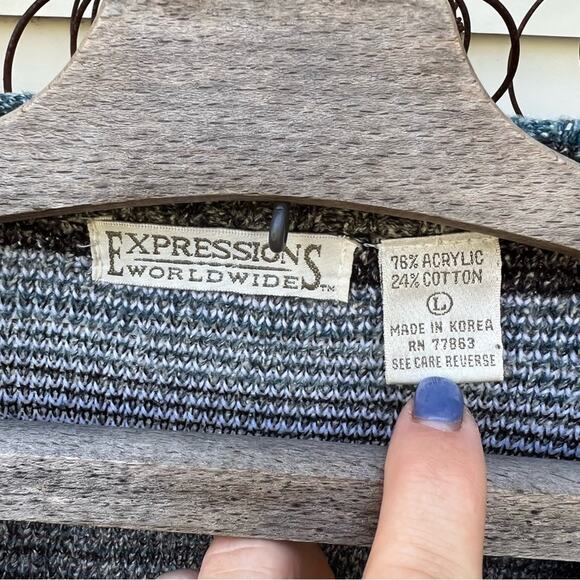 EXPRESSIONS
WORLDWIDE TM
76% ACRYLIC
24% COTTON
L
MADE IN KOREA
RN 77863
SEE CARE REVERSE